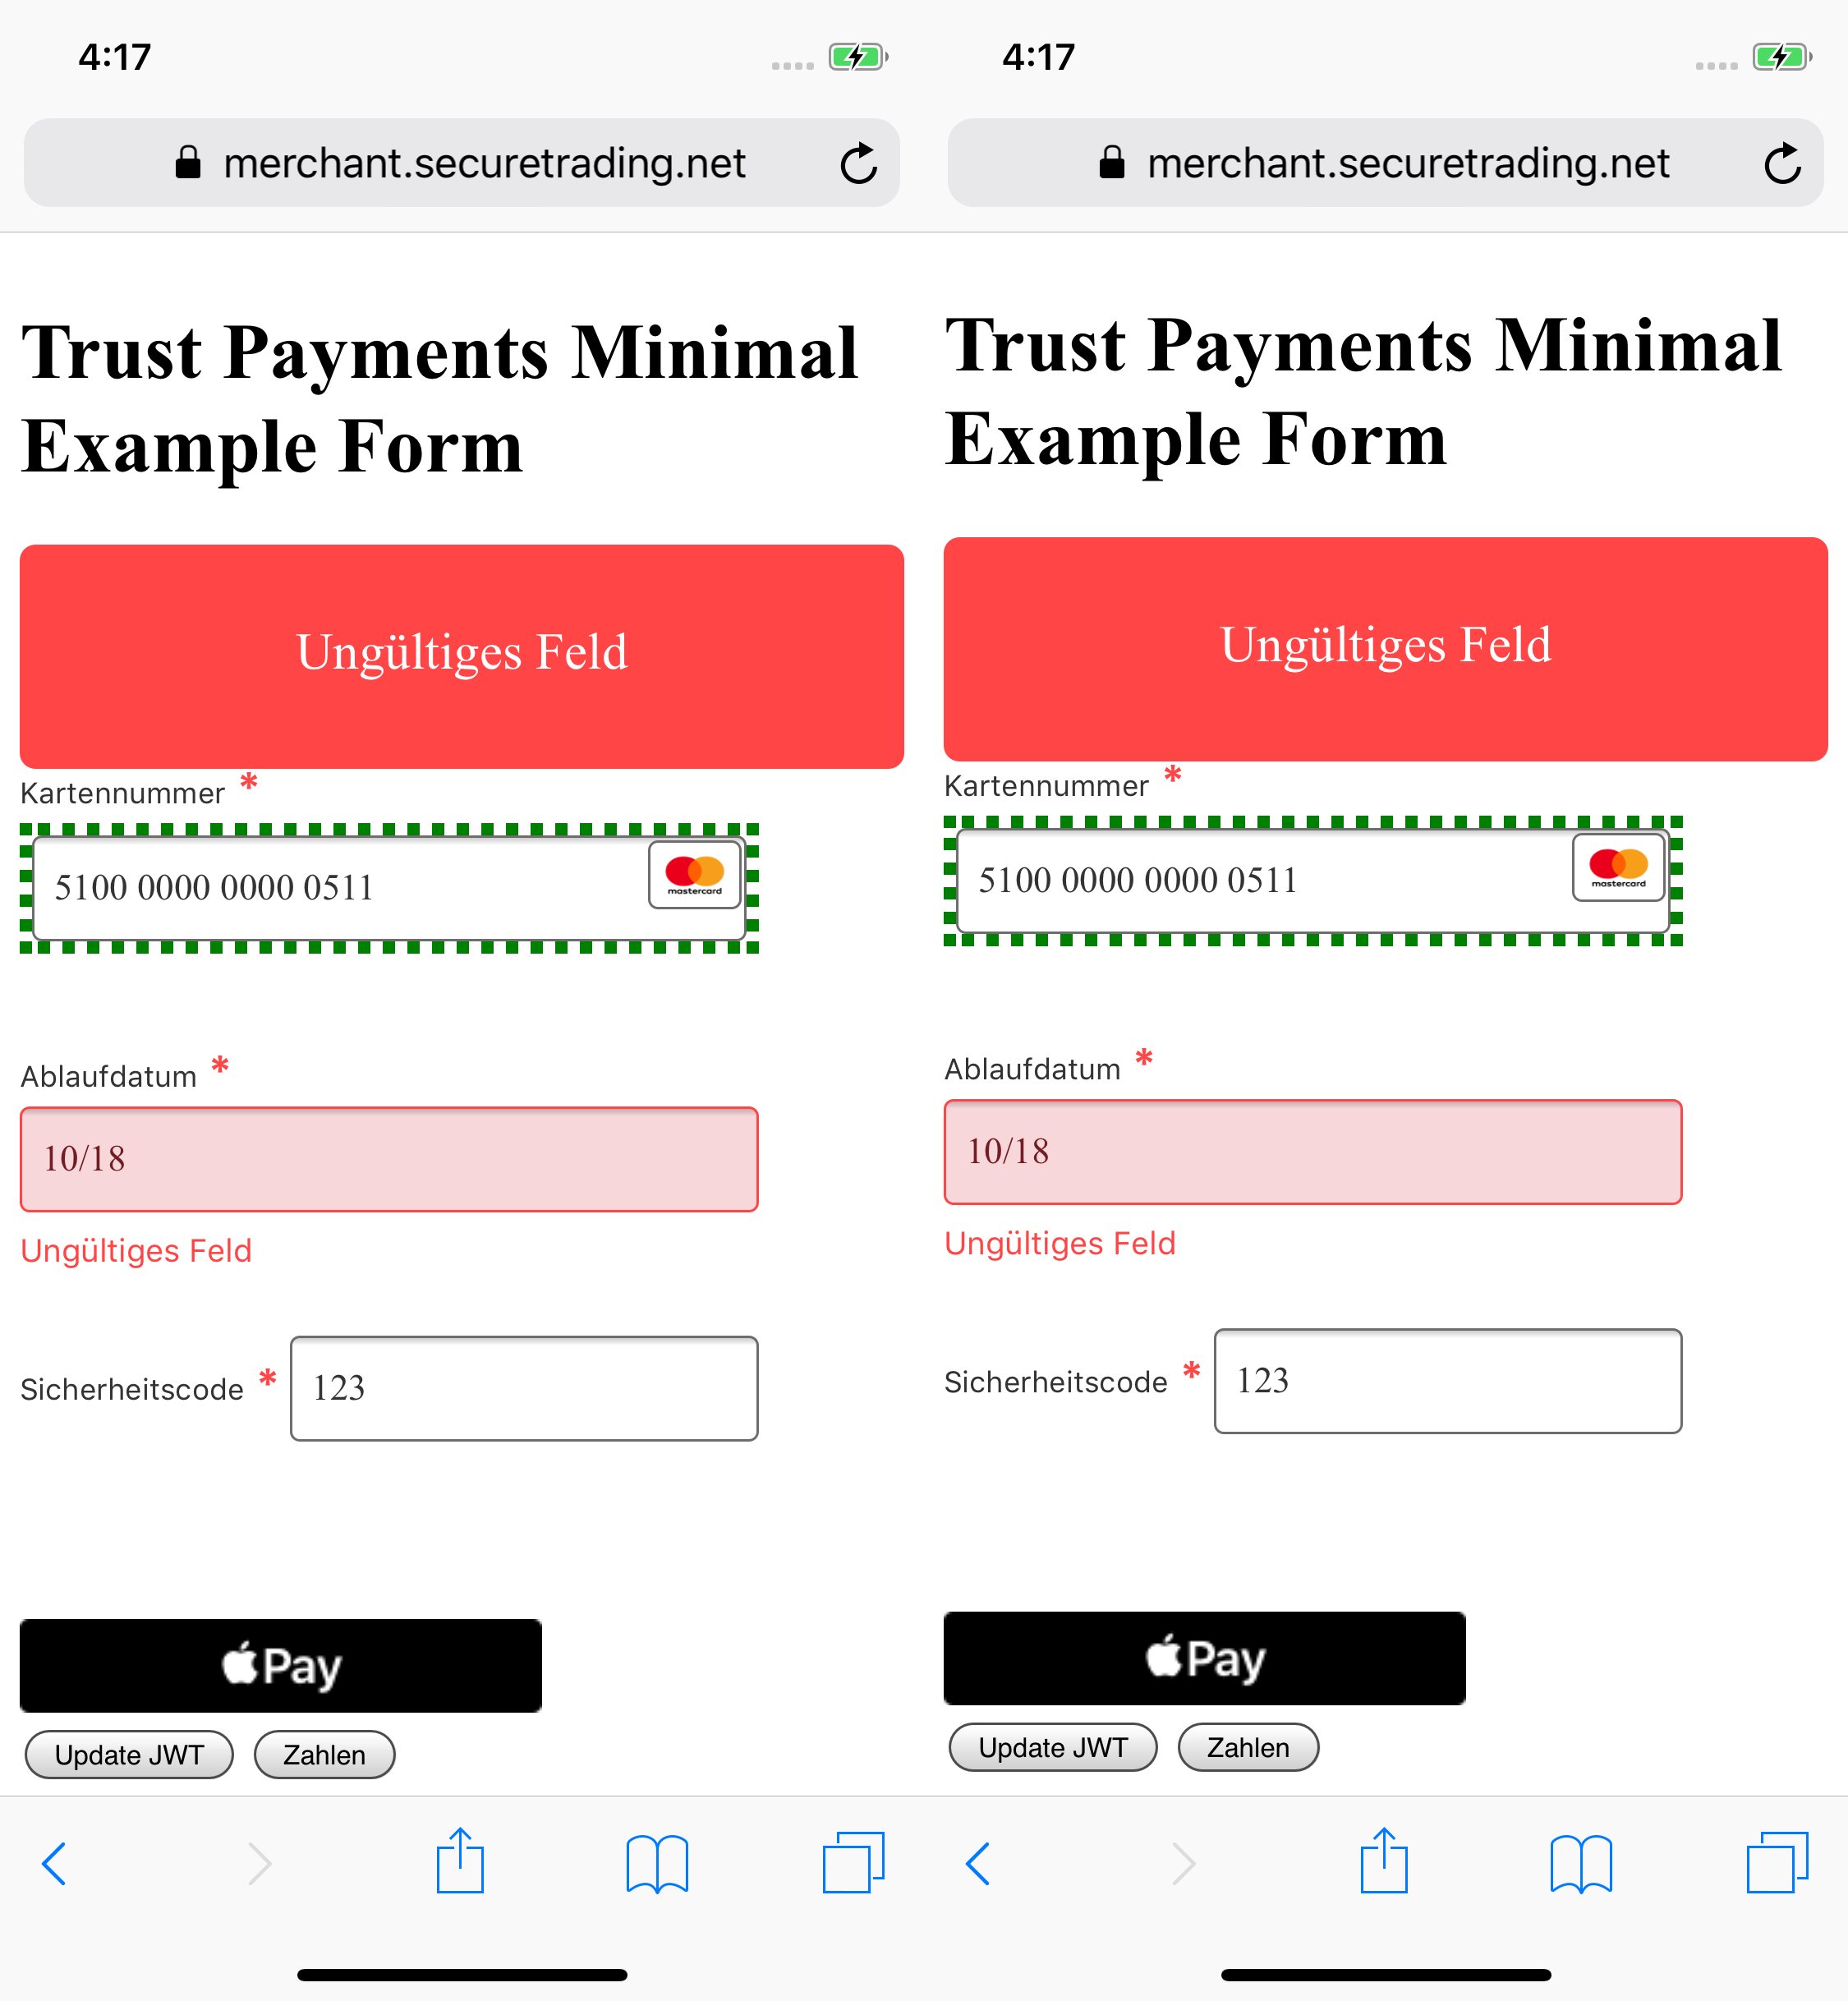 4:17
merchant.securetrading.net
Trust Payments Minimal
Example Form
Ungültiges Feld
Kartennummer *
5100 0000 0000 0511
mastercard
Ablaufdatum *
10/18
Ungültiges Feld
Sicherheitscode *
123
Pay
Update JWT
Zahlen
4:17
merchant.securetrading.net
Trust Payments Minimal
Example Form
Ungültiges Feld
Kartennummer *
5100 0000 0000 0511
mastercard
Ablaufdatum *
10/18
Ungültiges Feld
Sicherheitscode *
123
Pay
Update JWT
Zahlen